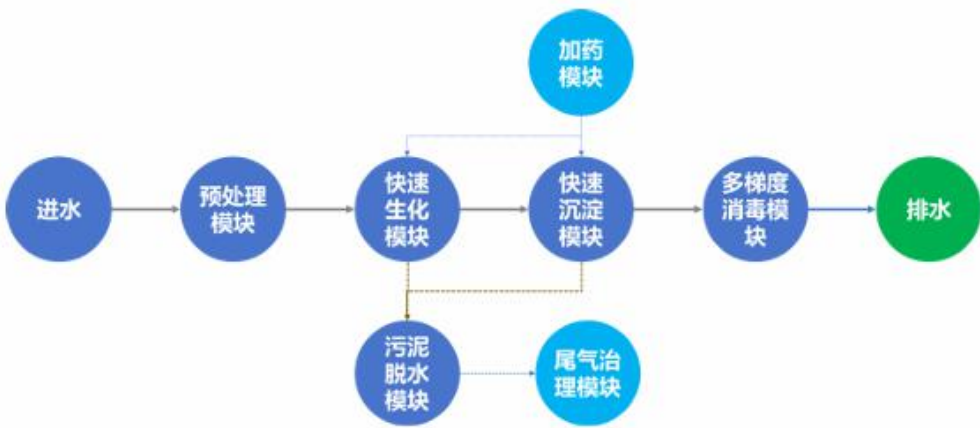 加药
模块
进水
预处理
模块
快速
生化
模块
快速
沉淀
模块
多梯度
消毒模
块
排水
污泥
脱水
模块
尾气治
理模块